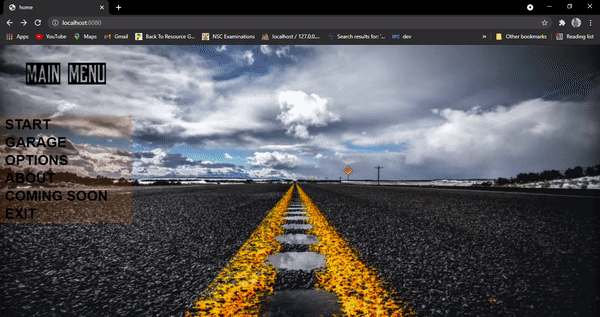 home
localhost:8080
Apps
YouTube
Maps
Gmail
Back To Resource G...
NSC Examinations
localhost / 127.0.0....
Search results for: '...
dev
»
Other bookmarks
Reading list
MAIN MENU
START
GARAGE
OPTIONS
ABOUT
COMING SOON
EXIT